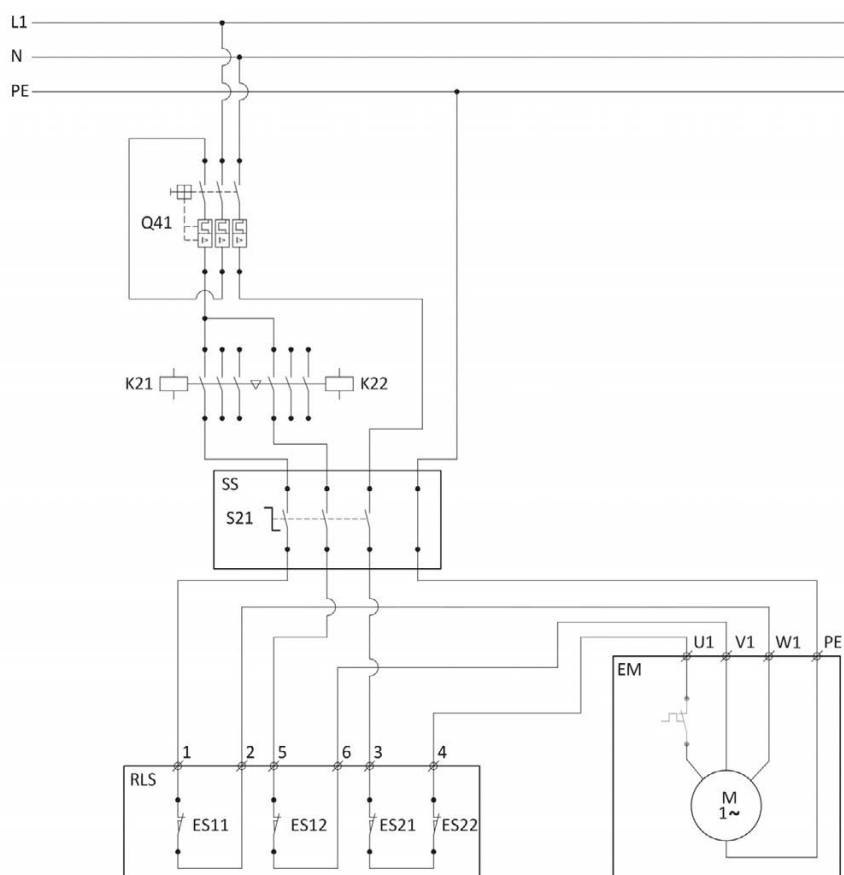 L1
N
PE
Q41
K21
K22
SS
S21
U1 V1 W1 PE
EM
1 2 5 6 3 4
RLS
M
1~
ES11 ES12 ES21 ES22